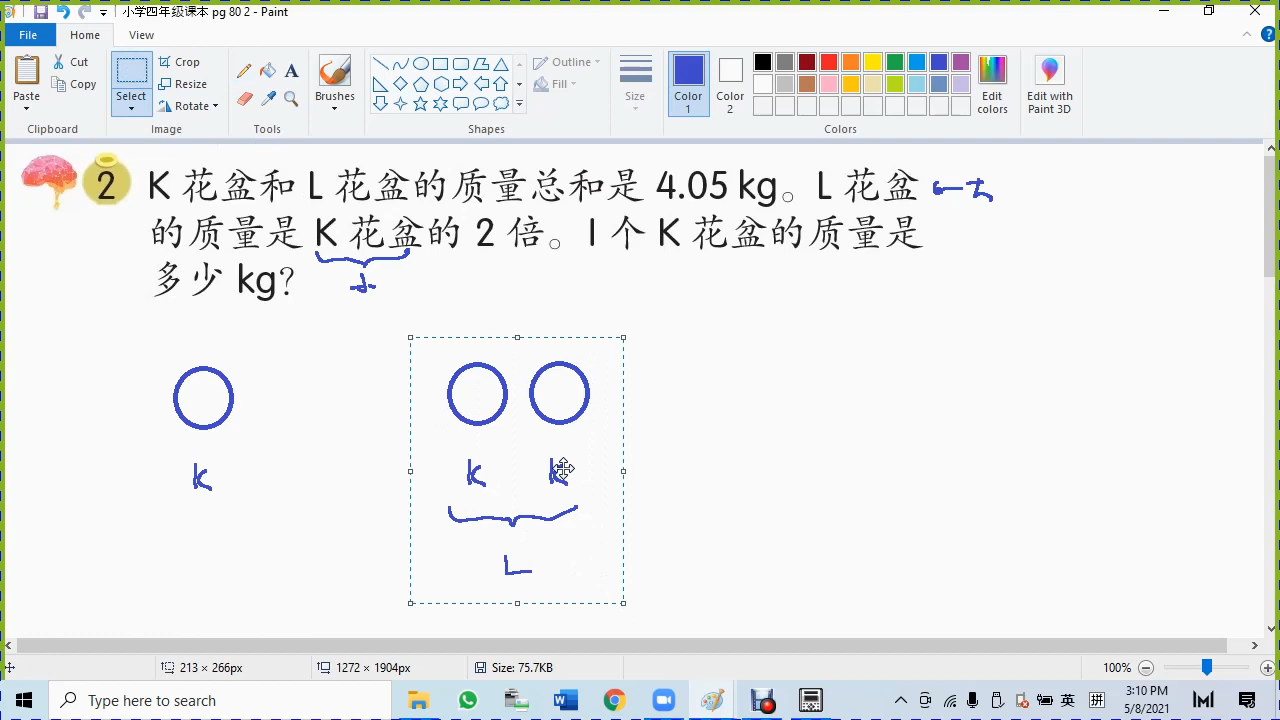 小学四年级课本 pg 80 2 - Paint
File Home View
Paste
Cut
Copy
Clipboard
Select
Crop
Resize
Rotate
Image
Tools
Brushes
Shapes
Outline
Fill
Size
Color 1
Color 2
Colors
Edit colors
Edit with Paint 3D
2 K 花盆和 L 花盆的质量总和是 4.05 kg。L 花盆
的质量是 K 花盆的 2 倍。1 个 K 花盆的质量是
多少 kg?
K K K
L
213 × 266px 1272 × 1904px Size: 75.7KB 100%
Type here to search
英 拼
3:10 PM
5/8/2021